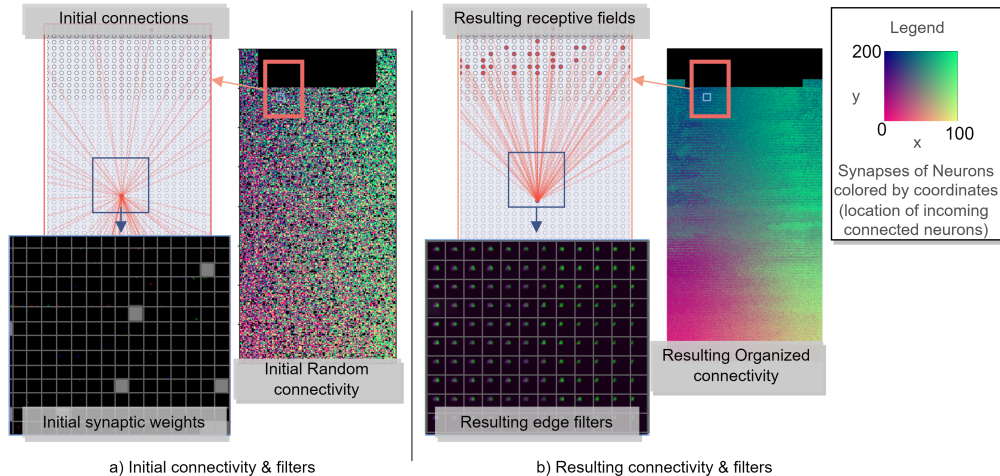 Initial connections
Initial Random
connectivity
Initial synaptic weights
a) Initial connectivity & filters
Resulting receptive fields
Resulting Organized
connectivity
Resulting edge filters
b) Resulting connectivity & filters
Legend
200
y
0
100
x
Synapses of Neurons
colored by coordinates
(location of incoming
connected neurons)